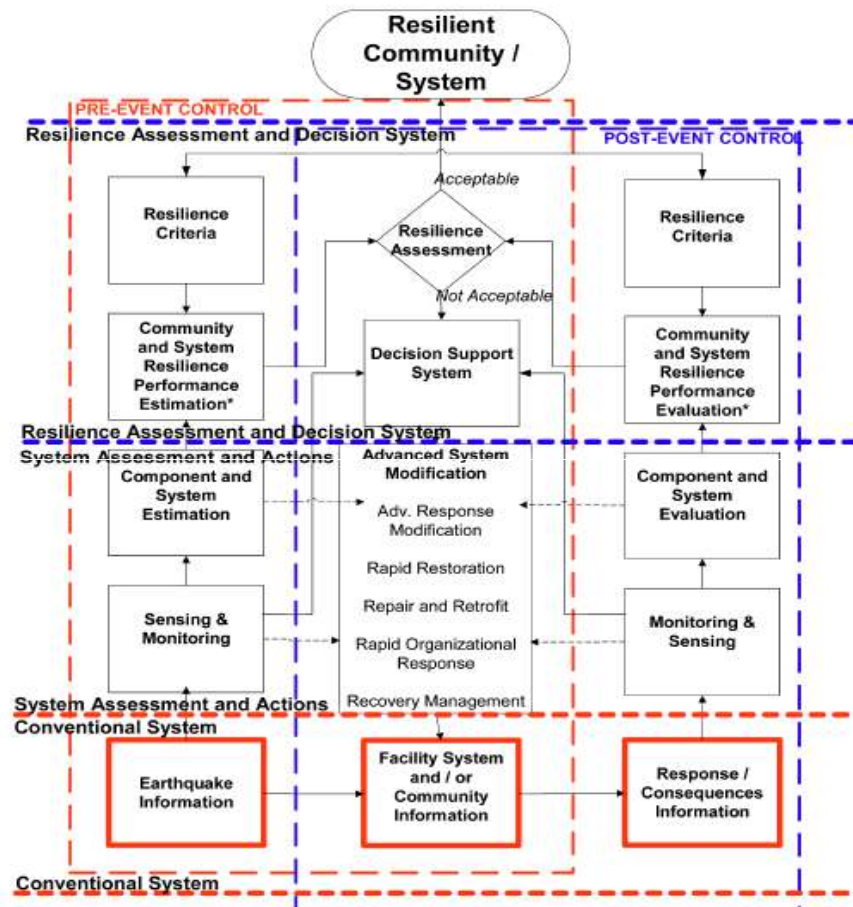 Resilient
Community /
System
PRE-EVENT CONTROL
Resilience Assessment and Decision System
POST-EVENT CONTROL
Acceptable
Resilience
Criteria
Resilience
Assessment
Resilience
Criteria
Not Acceptable
Community
and System
Resilience
Performance
Estimation*
Decision Support
System
Community
and System
Resilience
Performance
Evaluation*
Resilience Assessment and Decision System
System Assessment and Actions
Component and
System
Estimation
Advanced System
Modification
Adv. Response
Modification
Rapid Restoration
Repair and Retrofit
Rapid Organizational
Response
Recovery Management
Component and
System
Evaluation
Sensing &
Monitoring
Monitoring &
Sensing
System Assessment and Actions
Conventional System
Earthquake
Information
Facility System
and / or
Community
Information
Response /
Consequences
Information
Conventional System